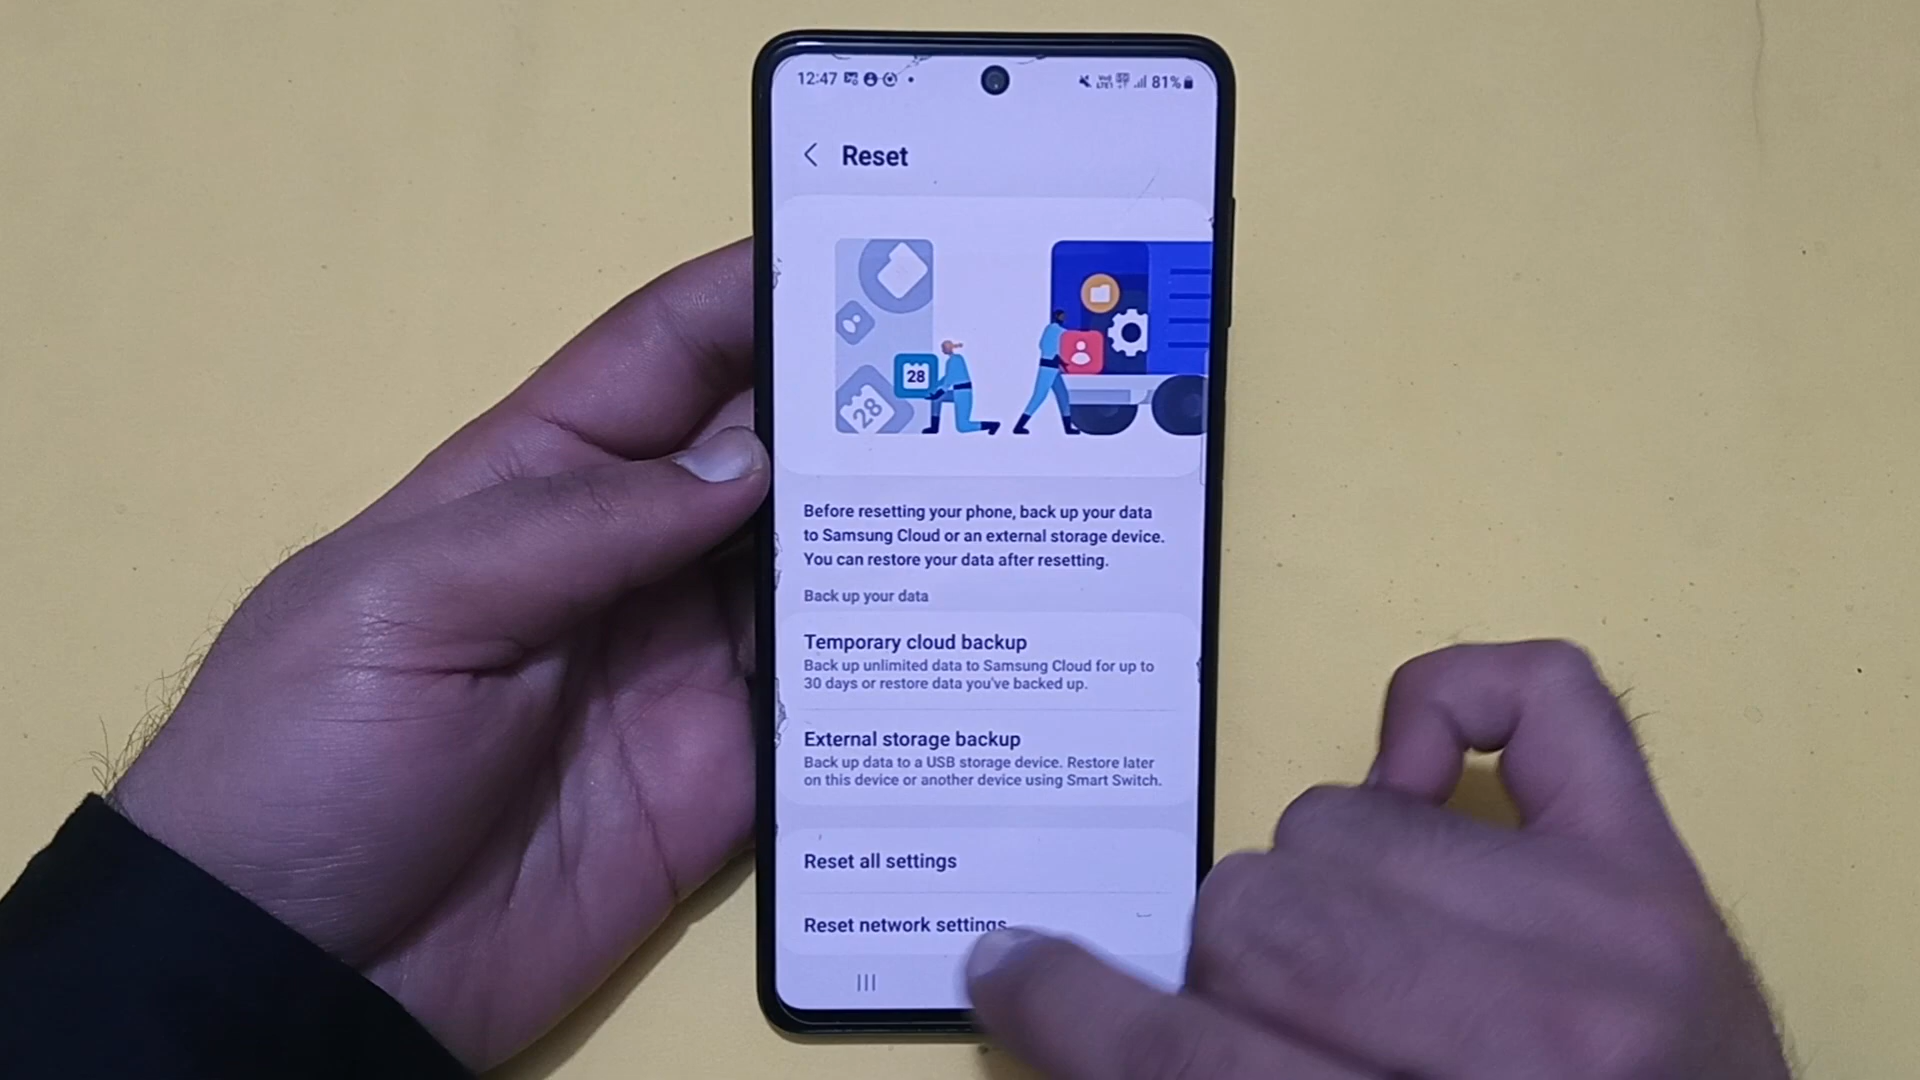 12:47
81%
Reset
28
28
Before resetting your phone, back up your data
to Samsung Cloud or an external storage device.
You can restore your data after resetting.
Back up your data
Temporary cloud backup
Back up unlimited data to Samsung Cloud for up to
30 days or restore data you've backed up.
External storage backup
Back up data to a USB storage device. Restore later
on this device or another device using Smart Switch.
Reset all settings
Reset network settings